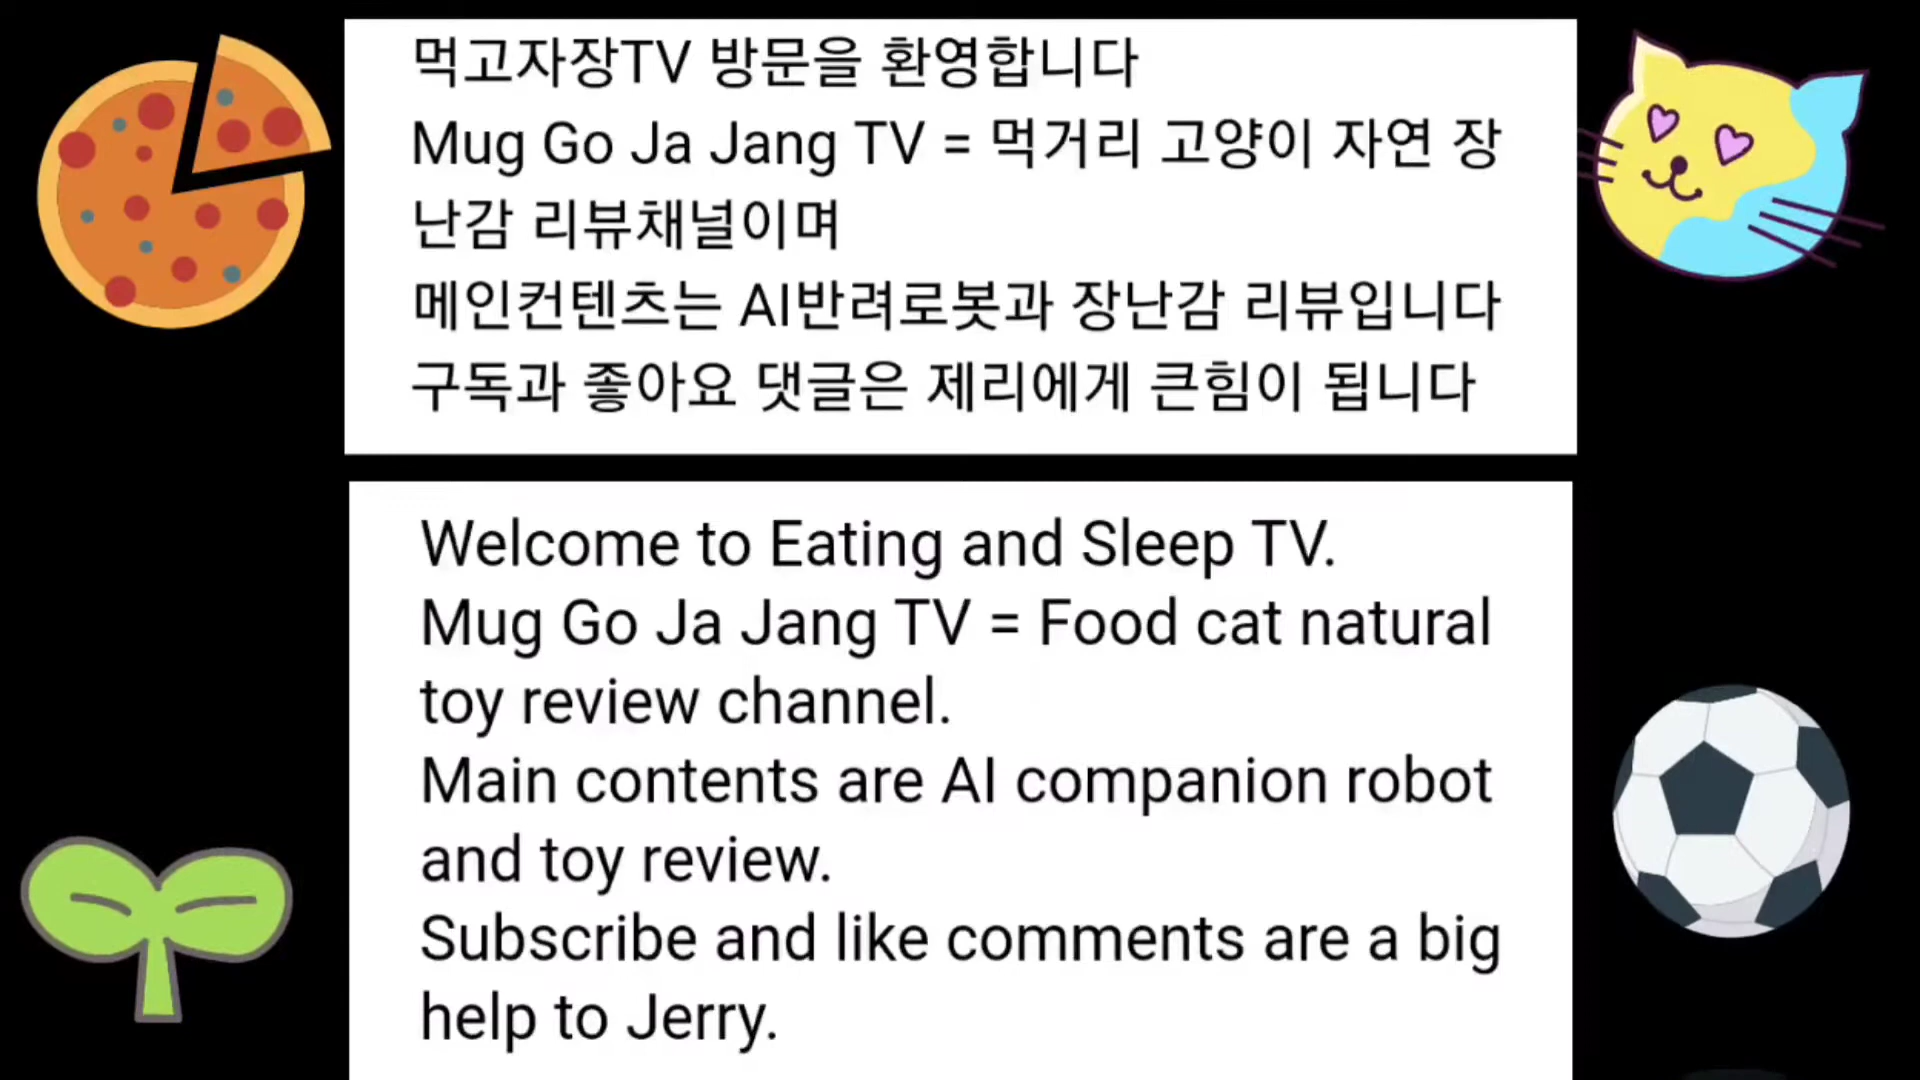 먹고자장TV 방문을 환영합니다
Mug Go Ja Jang TV = 먹거리 고양이 자연 장
난감 리뷰채널이며
메인컨텐츠는 AI반려로봇과 장난감 리뷰입니다
구독과 좋아요 댓글은 제리에게 큰힘이 됩니다
Welcome to Eating and Sleep TV.
Mug Go Ja Jang TV = Food cat natural
toy review channel.
Main contents are AI companion robot
and toy review.
Subscribe and like comments are a big
help to Jerry.